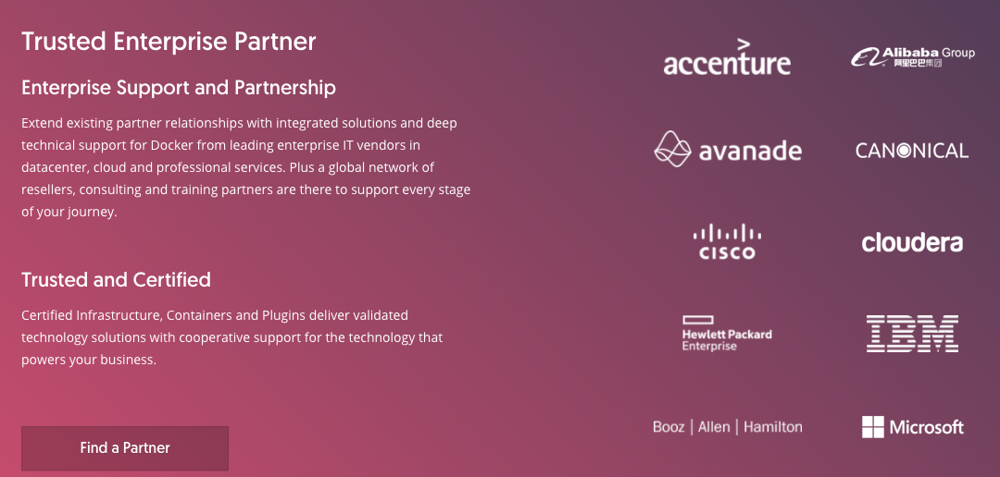 Trusted Enterprise Partner
Enterprise Support and Partnership
Extend existing partner relationships with integrated solutions and deep
technical support for Docker from leading enterprise IT vendors in
datacenter, cloud and professional services. Plus a global network of
resellers, consulting and training partners are there to support every stage
of your journey.
Trusted and Certified
Certified Infrastructure, Containers and Plugins deliver validated
technology solutions with cooperative support for the technology that
powers your business.
Find a Partner
accenture
Alibaba Group
阿里巴巴集团
avanade
CANONICAL
CISCO
cloudera
Hewlett Packard
Enterprise
IBM
Booz | Allen | Hamilton
Microsoft